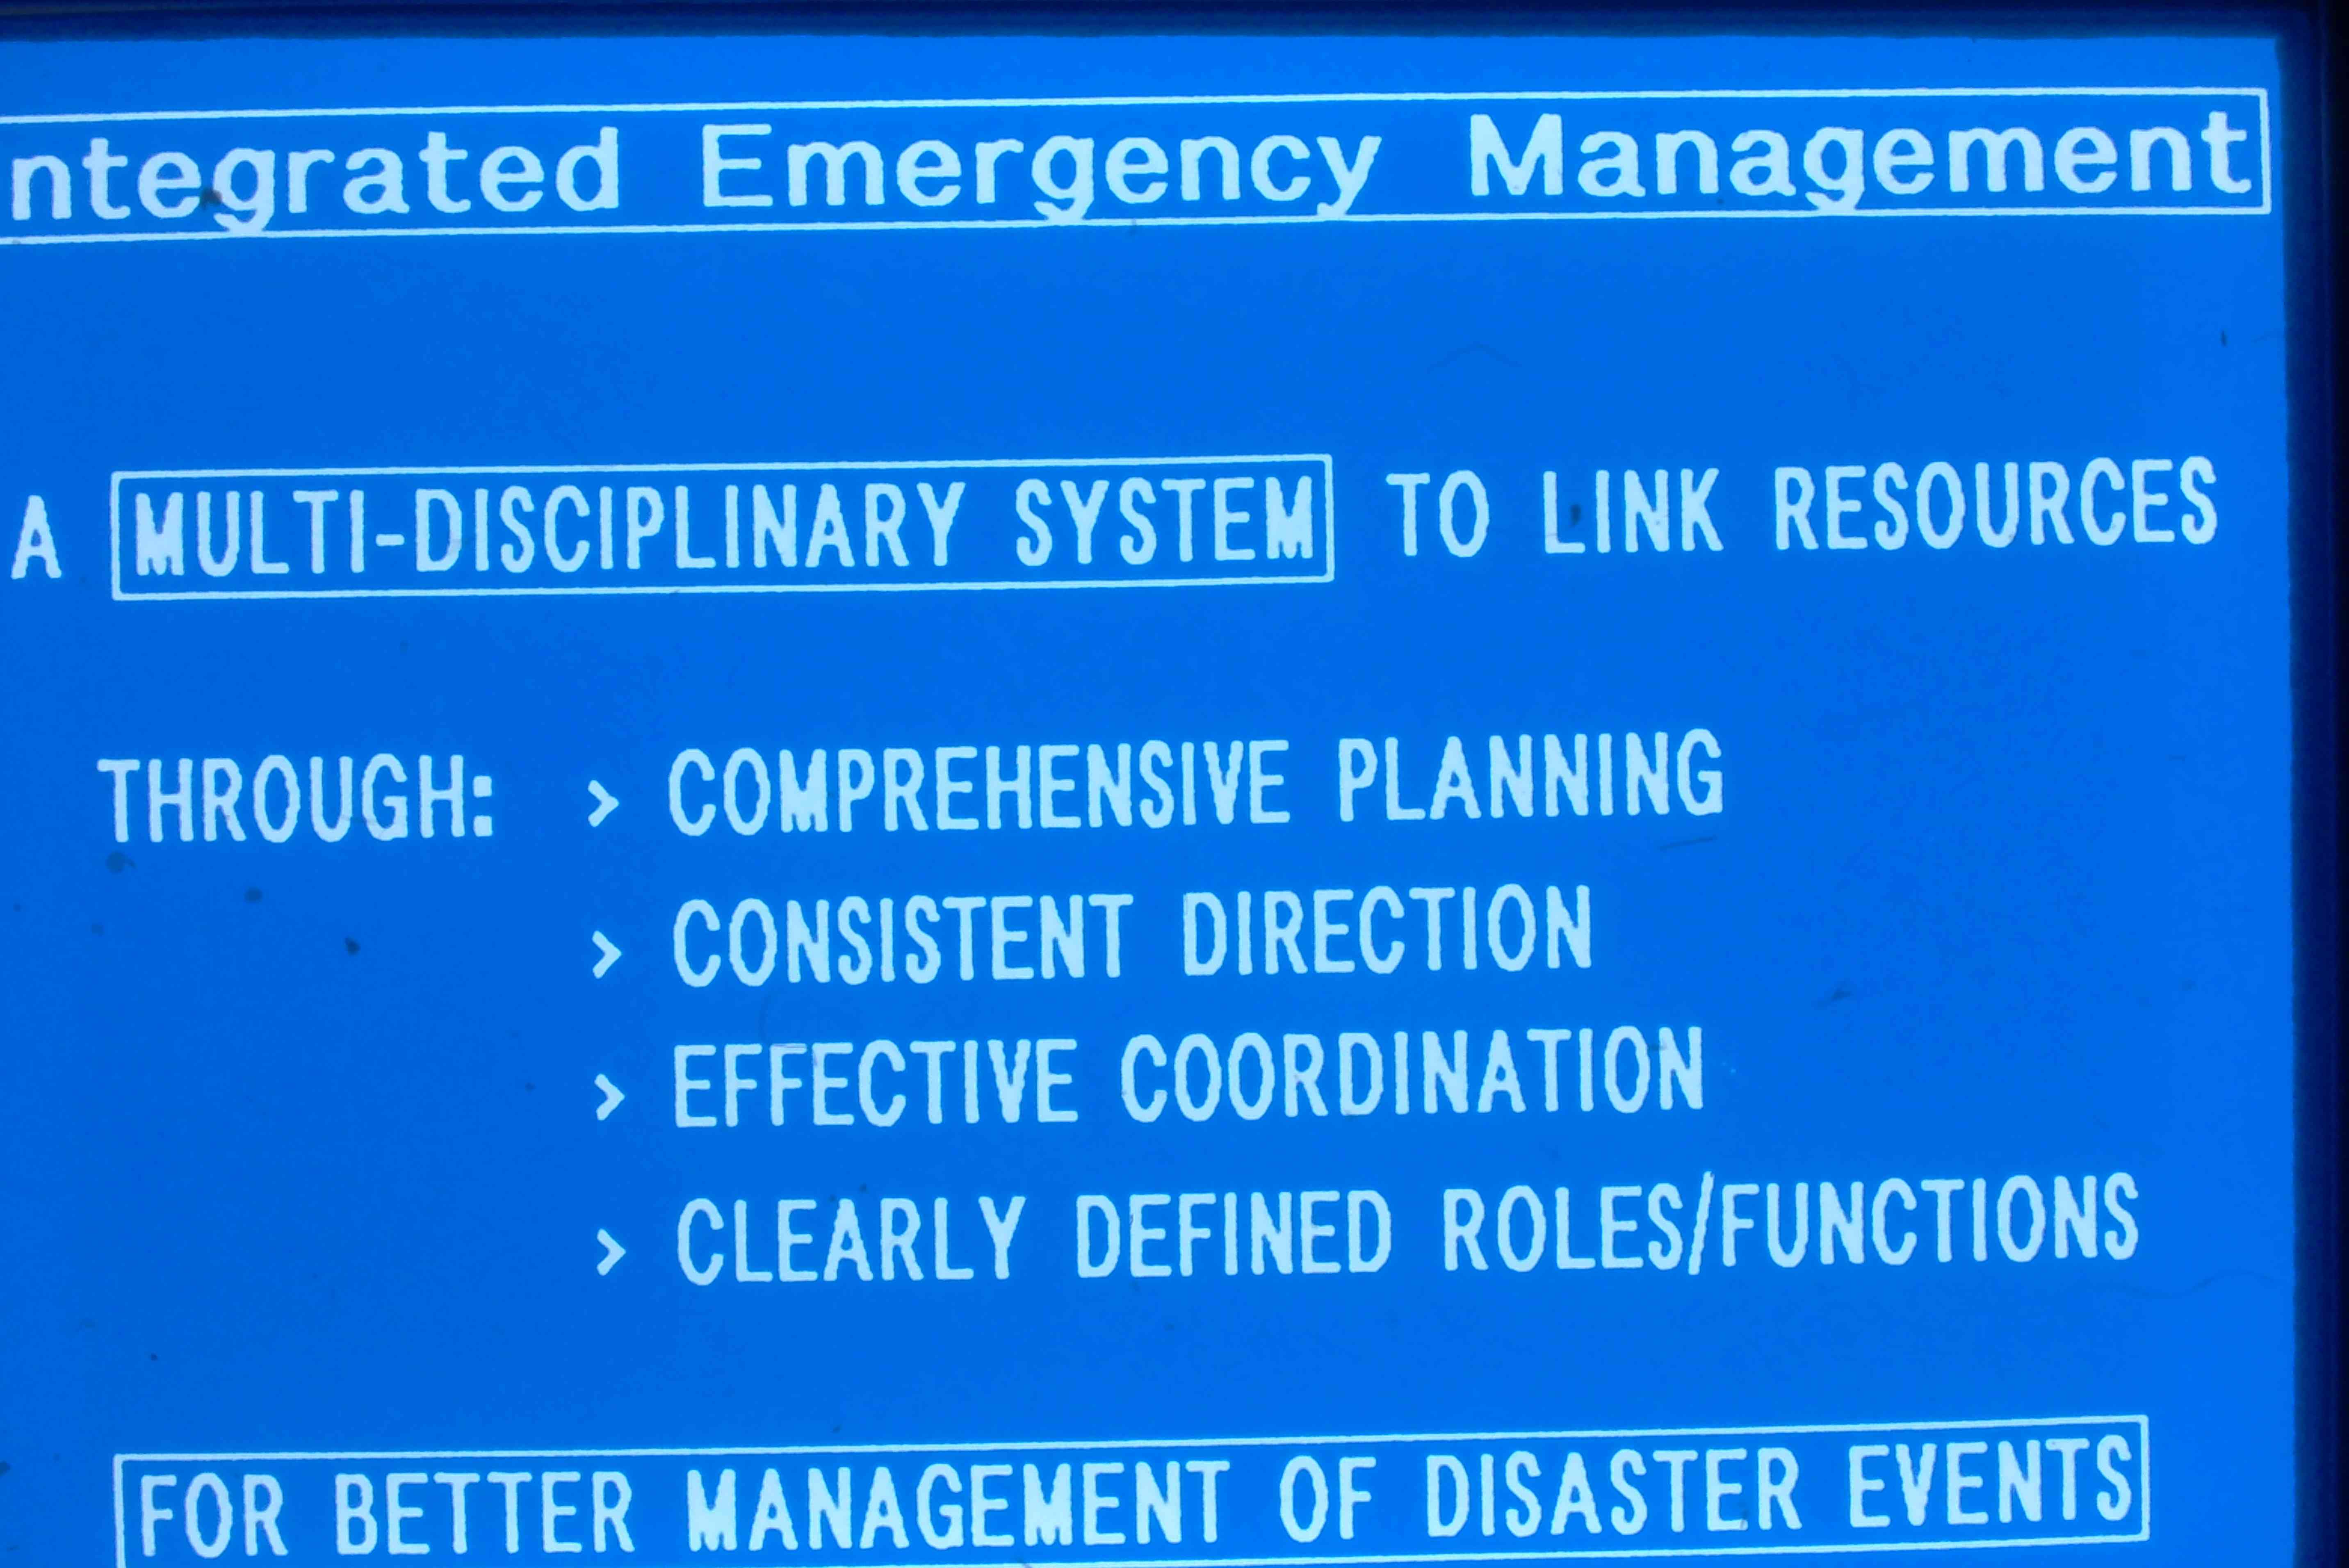 ntegrated Emergency Management
A MULTI-DISCIPLINARY SYSTEM TO LINK RESOURCES
THROUGH: > COMPREHENSIVE PLANNING
> CONSISTENT DIRECTION
> EFFECTIVE COORDINATION
> CLEARLY DEFINED ROLES/FUNCTIONS
FOR BETTER MANAGEMENT OF DISASTER EVENTS